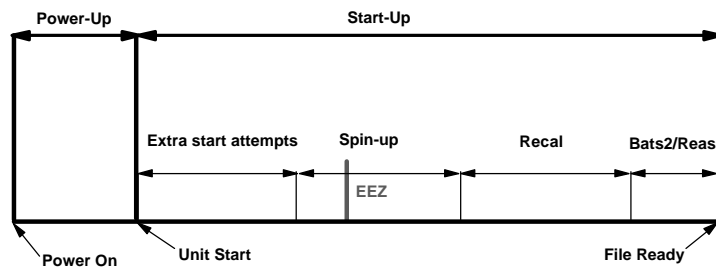 Power-Up
Start-Up
Extra start attempts
Spin-up
Recal
Bats2/Reas
EEZ
Power On
Unit Start
File Ready